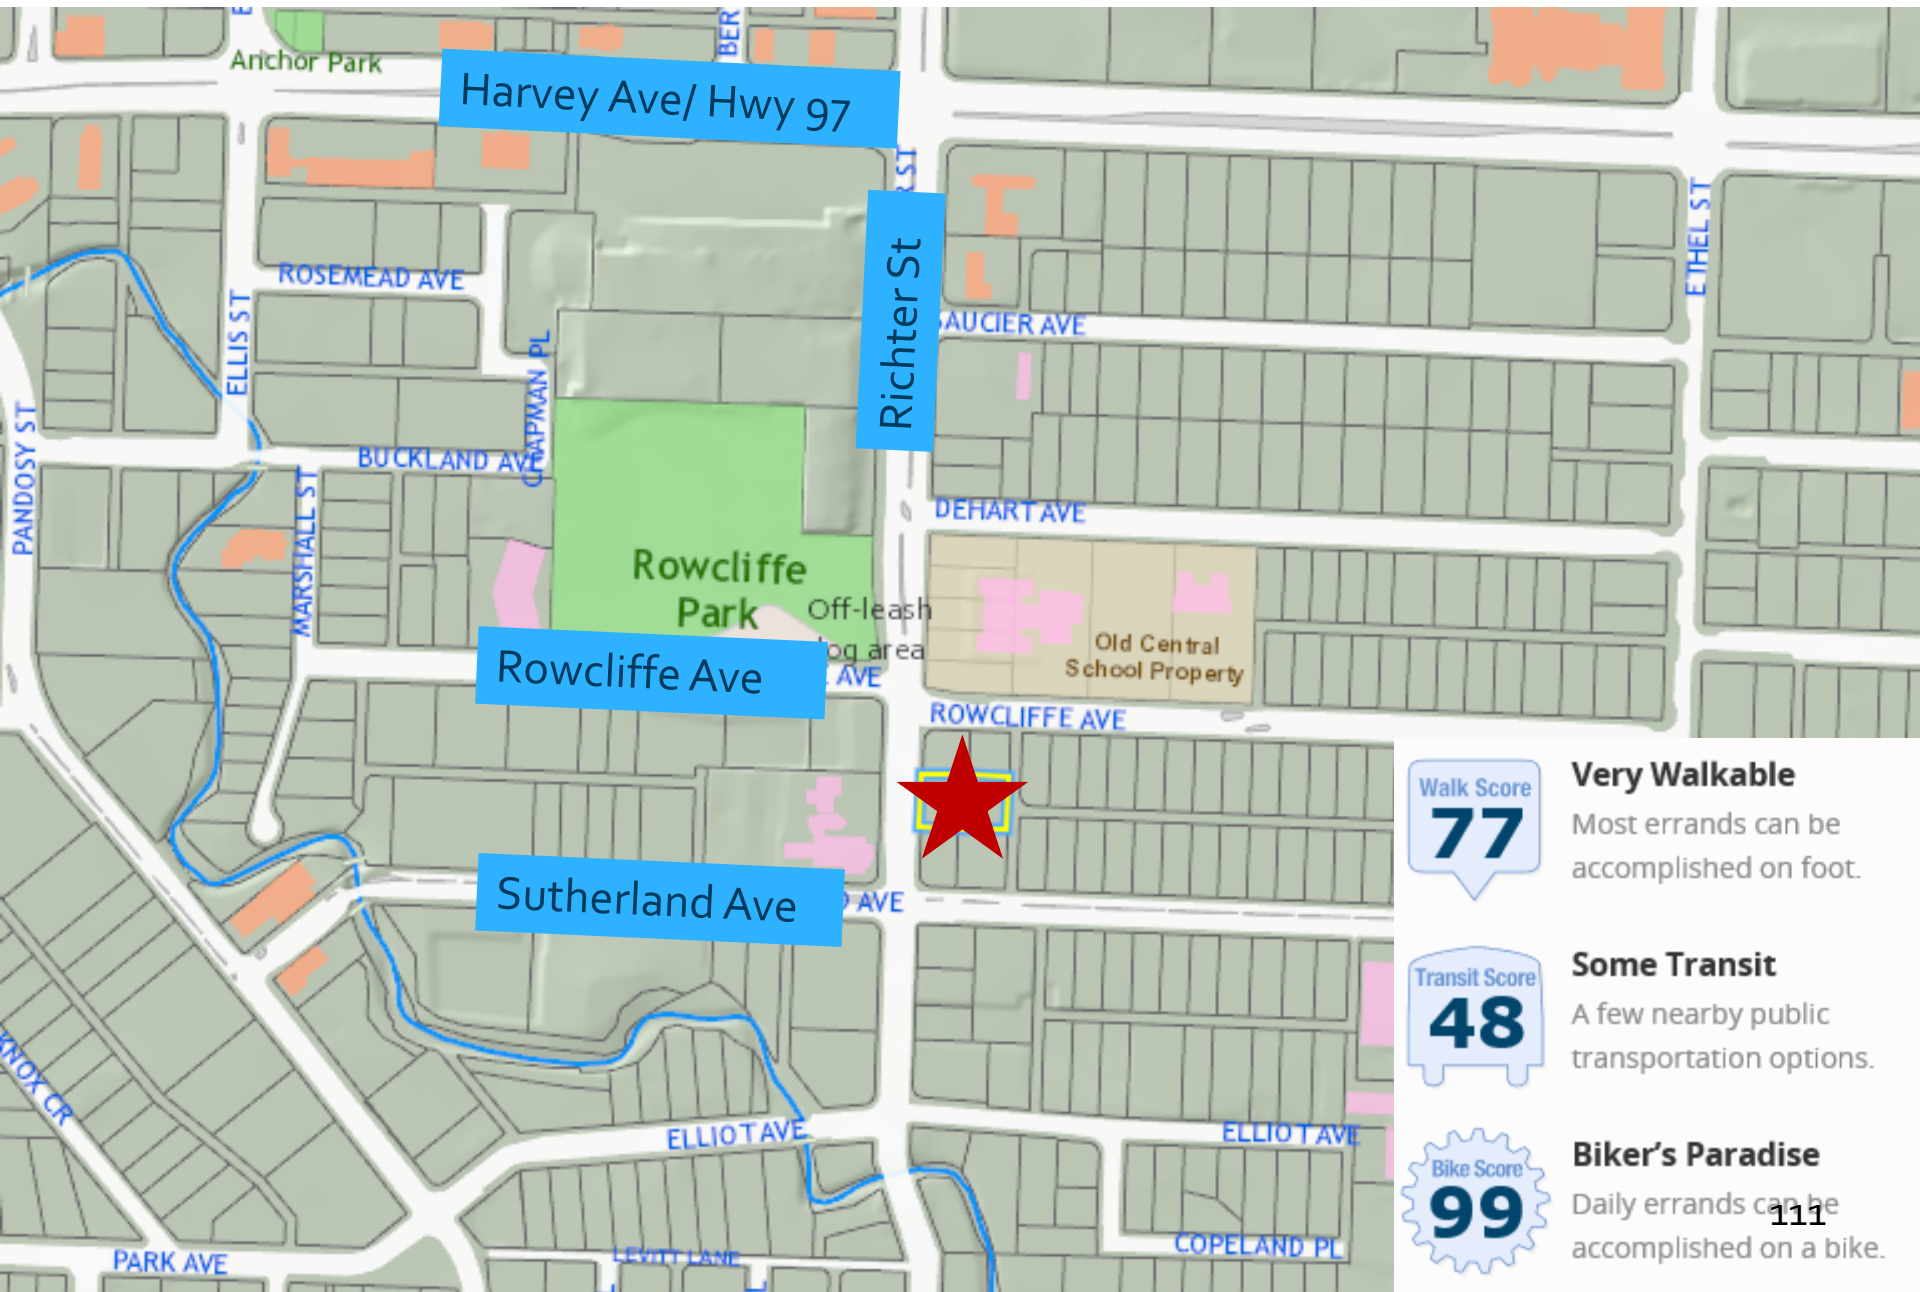 Anchor Park
BER
Harvey Ave/ Hwy 97
Richter St
ETHEL ST
ROSEMEAD AVE
ELLIS ST
SAUCIER AVE
CHAPMAN PL
PANDOSY ST
BUCKLAND AVE
MARSHALL ST
DEHART AVE
Rowcliffe
Park
Off-leash
dog area
Old Central
School Property
Rowcliffe Ave
AVE
ROWCLIFFE AVE
Sutherland Ave
D AVE
KNOX CR
ELLIOT AVE
ELLIOT AVE
COPELAND PL
PARK AVE
LEVITT LANE
Walk Score
77
Very Walkable
Most errands can be
accomplished on foot.
Transit Score
48
Some Transit
A few nearby public
transportation options.
Bike Score
99
Biker's Paradise
Daily errands can be
accomplished on a bike.
111